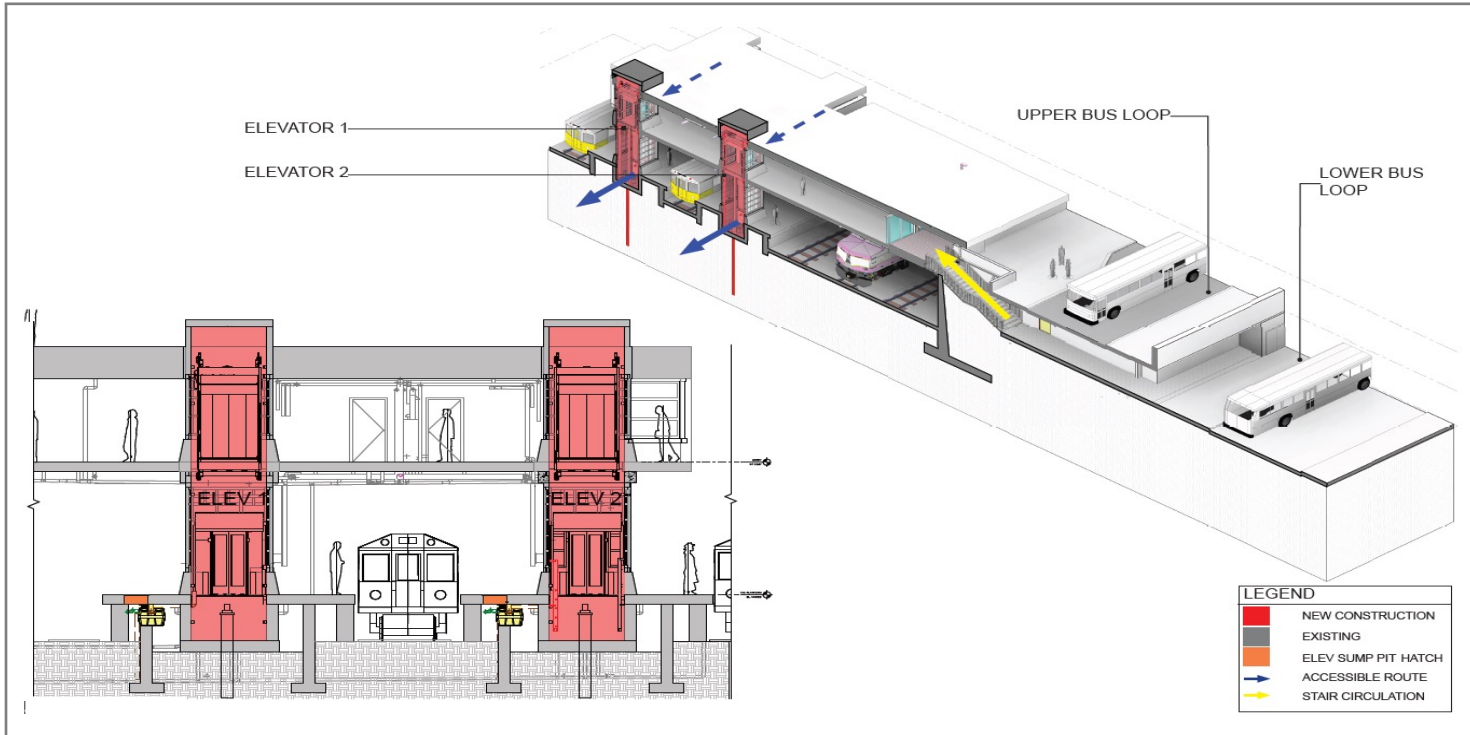 ELEVATOR 1
ELEVATOR 2
UPPER BUS LOOP
LOWER BUS
LOOP
ELEV 1
ELEV 2
LEGEND
NEW CONSTRUCTION
EXISTING
ELEV SUMP PIT HATCH
ACCESSIBLE ROUTE
STAIR CIRCULATION